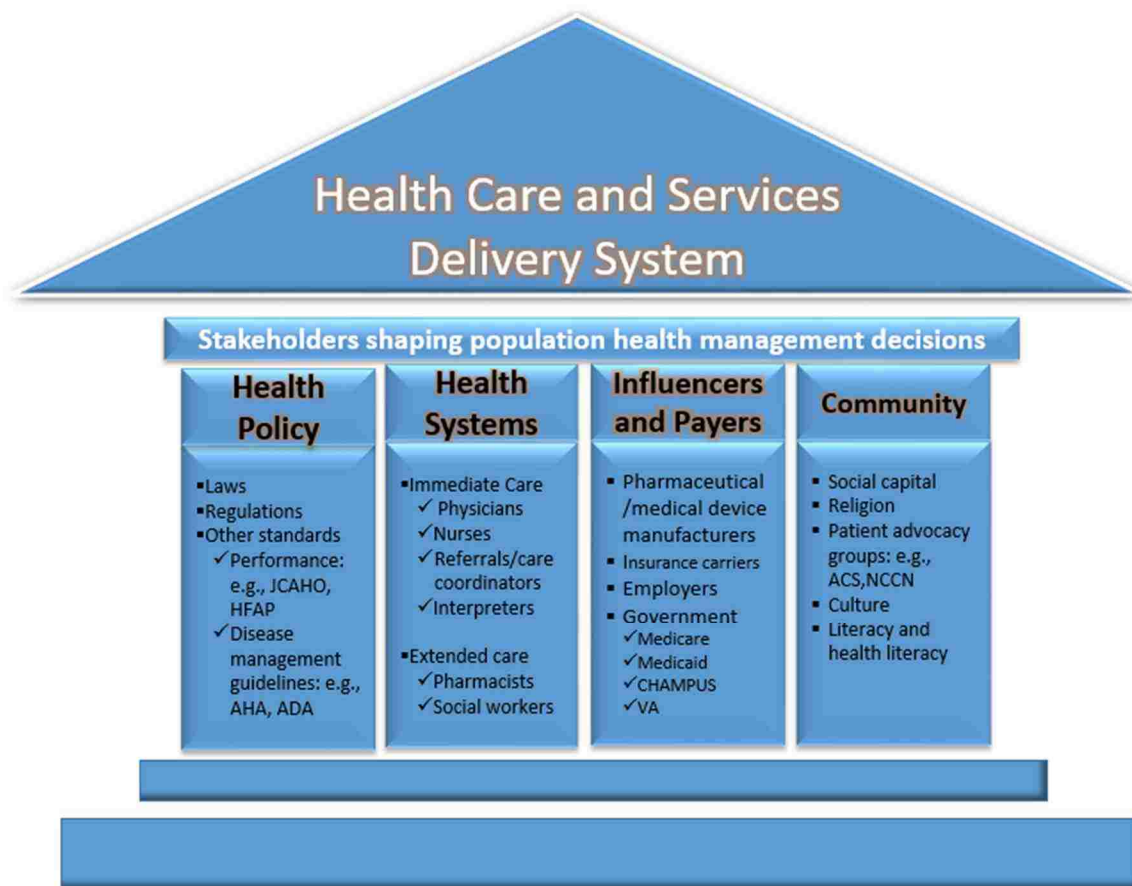 Health Care and Services
Delivery System
Stakeholders shaping population health management decisions
Health
Policy
▪Laws
▪Regulations
▪Other standards
✓Performance:
e.g., JCAHO,
HFAP
✓Disease
management
guidelines: e.g.,
AHA, ADA
Health
Systems
▪Immediate Care
✓ Physicians
✓Nurses
✓Referrals/care
coordinators
✓Interpreters
▪Extended care
✓Pharmacists
✓Social workers
Influencers
and Payers
▪ Pharmaceutical
/medical device
manufacturers
▪ Insurance carriers
▪ Employers
▪ Government
✓Medicare
✓Medicaid
✓CHAMPUS
✓VA
Community
▪ Social capital
▪ Religion
▪ Patient advocacy
groups: e.g.,
ACS,NCCN
▪ Culture
▪ Literacy and
health literacy